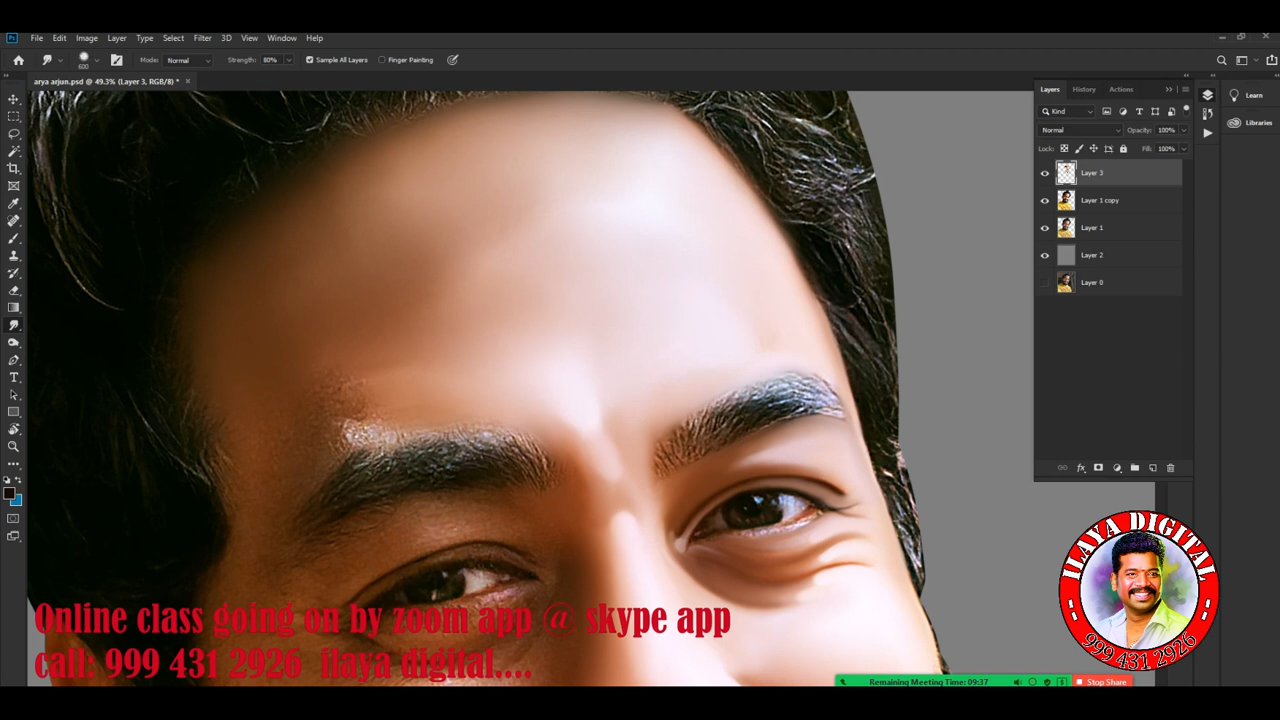 Ps File Edit Image Layer Type Select Filter 3D View Window Help
600 Mode: Normal Strength: 80% Sample All Layers Finger Painting
arya arjun.psd @ 49.3% (Layer 3, RGB/8) *
Layers History Actions
Learn
Kind
Libraries
Normal Opacity: 100%
Lock: Fill: 100%
Layer 3
Layer 1 copy
Layer 1
Layer 2
Layer 0
fx
ILAYA DIGITAL
999 431 2926
Online class going on by zoom app @ skype app
call: 999 431 2926 ilaya digital....
Remaining Meeting Time: 09:37 Stop Share